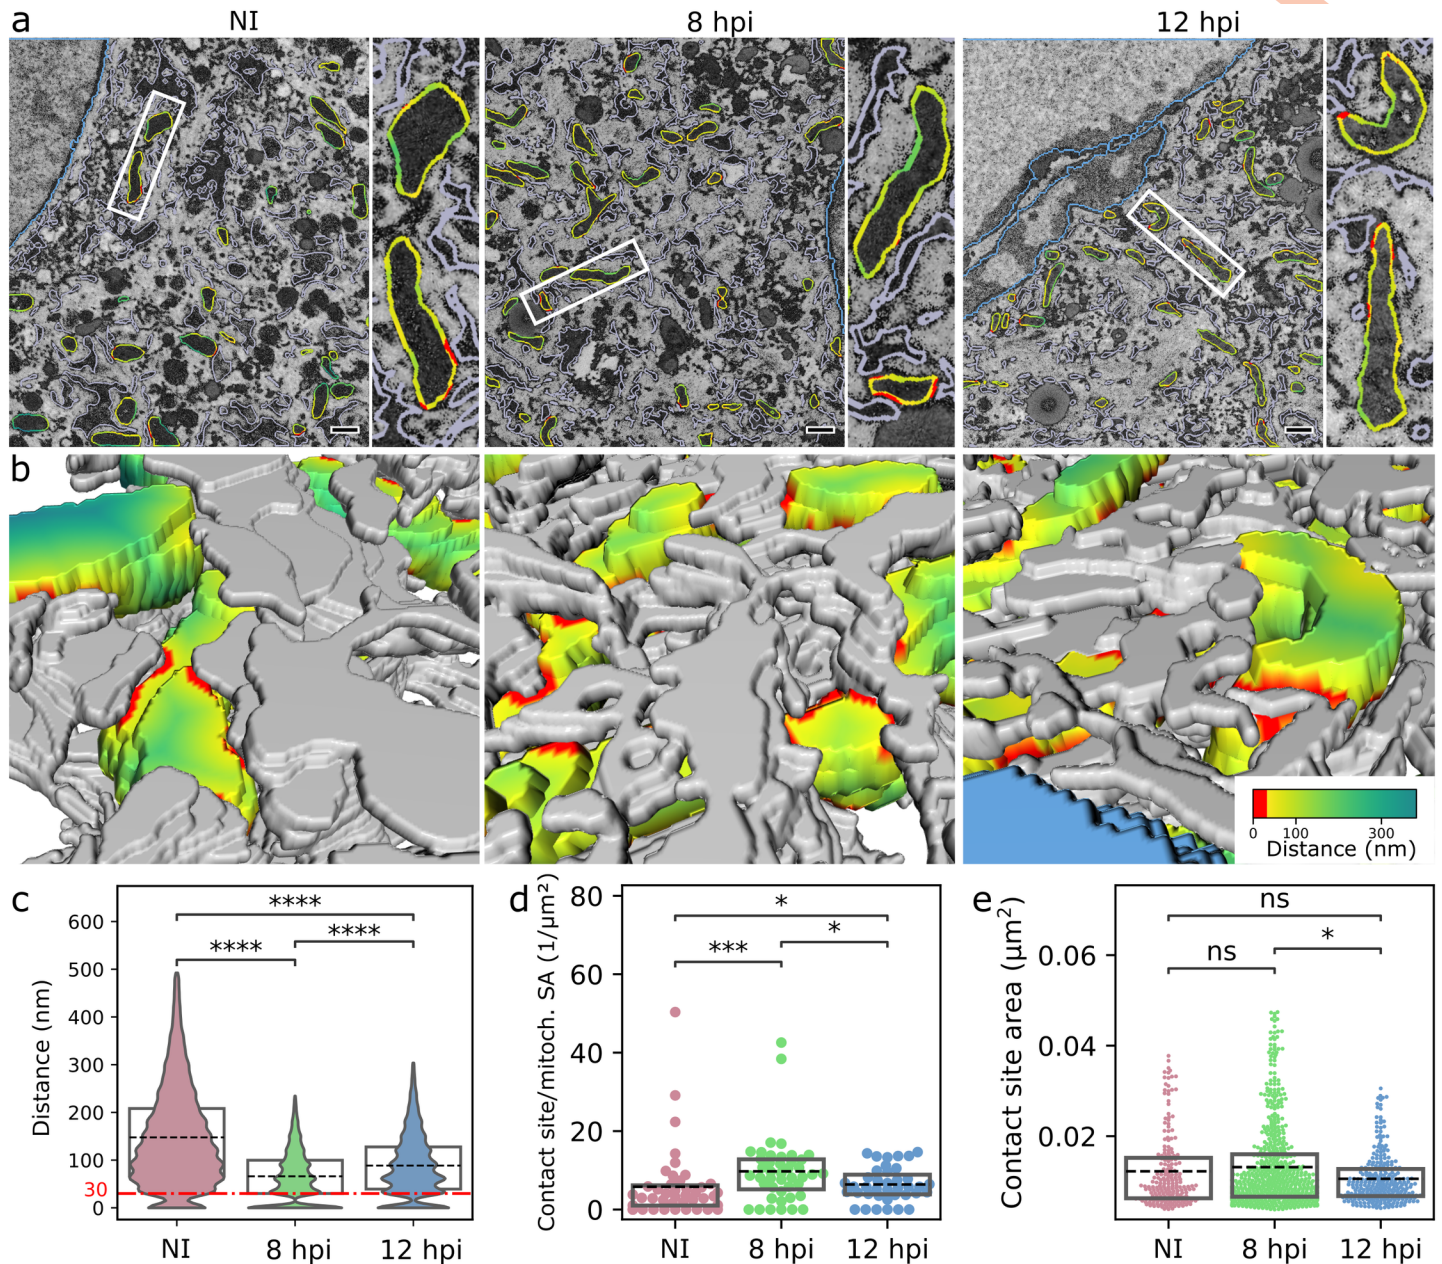 a
NI
8 hpi
12 hpi
b
0
100
300
Distance (nm)
c
Distance (nm)
600
500
400
300
200
100
30
0
****
****
****
NI
8 hpi
12 hpi
d
Contact site/mitoch. SA (1/μm²)
80
60
40
20
0
*
***
*
NI
8 hpi
12 hpi
e
Contact site area (μm²)
0.06
0.04
0.02
ns
ns
*
NI
8 hpi
12 hpi